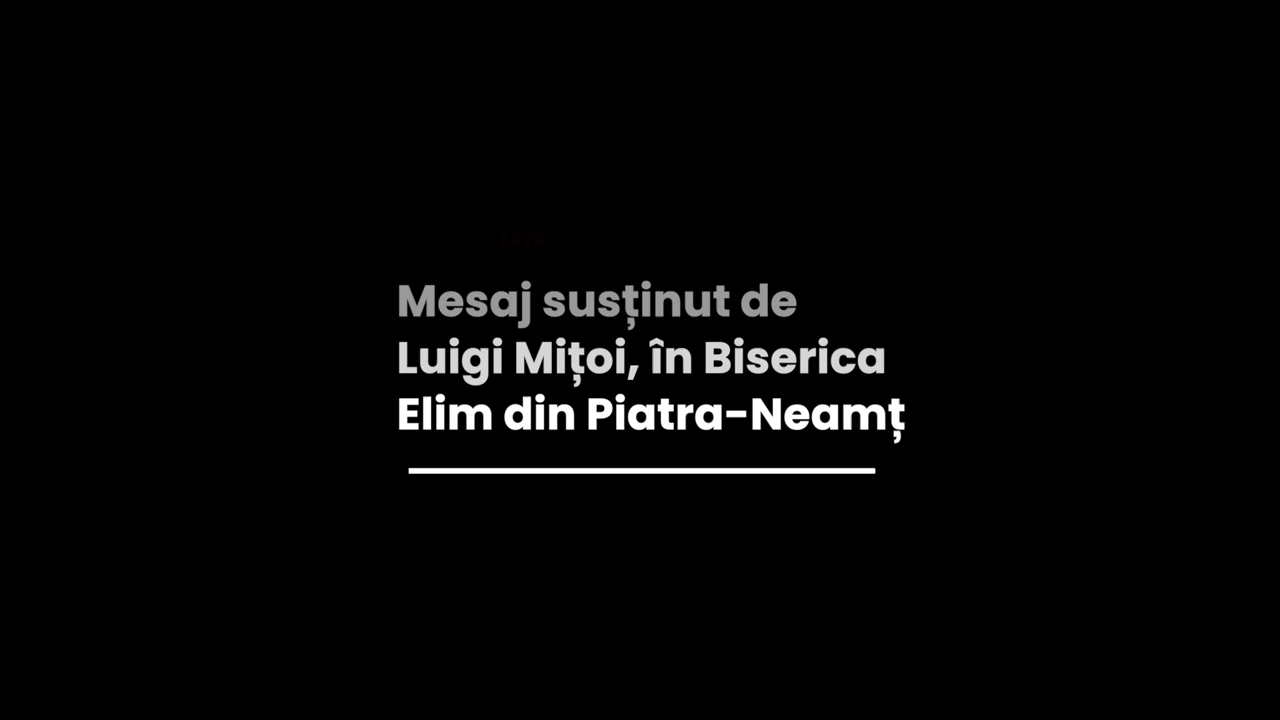 Mesaj susținut de
Luigi Mițoi, în Biserica
Elim din Piatra-Neamț